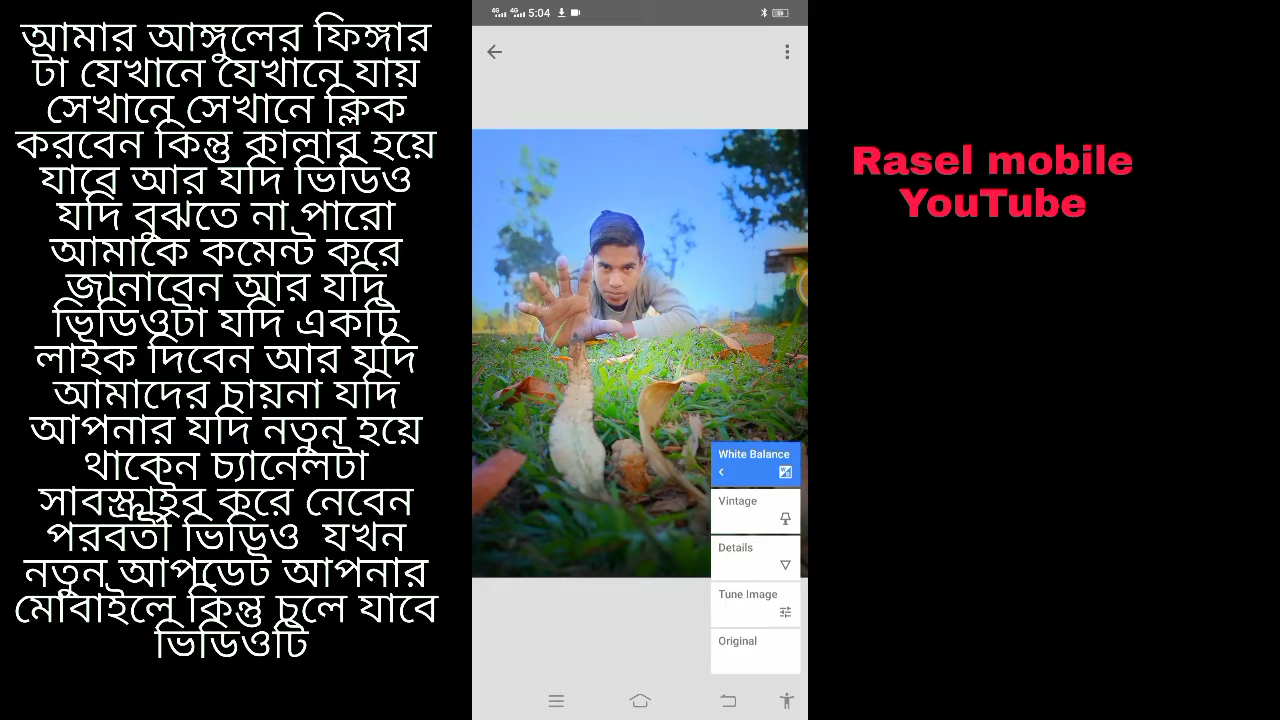 আমার আঙ্গুলের ফিঙ্গার
টা যেখানে যেখানে যায়
সেখানে সেখানে ক্লিক
করবেন কিন্তু কালার হয়ে
যাবে আর যদি ভিডিও
যদি বুঝতে না পারো
আমাকে কমেন্ট করে
জানাবেন আর যদি
ভিডিওটা যদি একটি
লাইক দিবেন আর যদি
আমাদের চায়না যদি
আপনার যদি নতুন হয়ে
থাকেন চ্যানেলটা
সাবস্ক্রাইব করে নেবেন
পরবর্তী ভিডিও যখন
নতুন আপডেট আপনার
মোবাইলে কিন্তু চলে যাবে
ভিডিওটি
4G 4G 5:04
White Balance
Vintage
Details
Tune Image
Original
Rasel mobile
YouTube